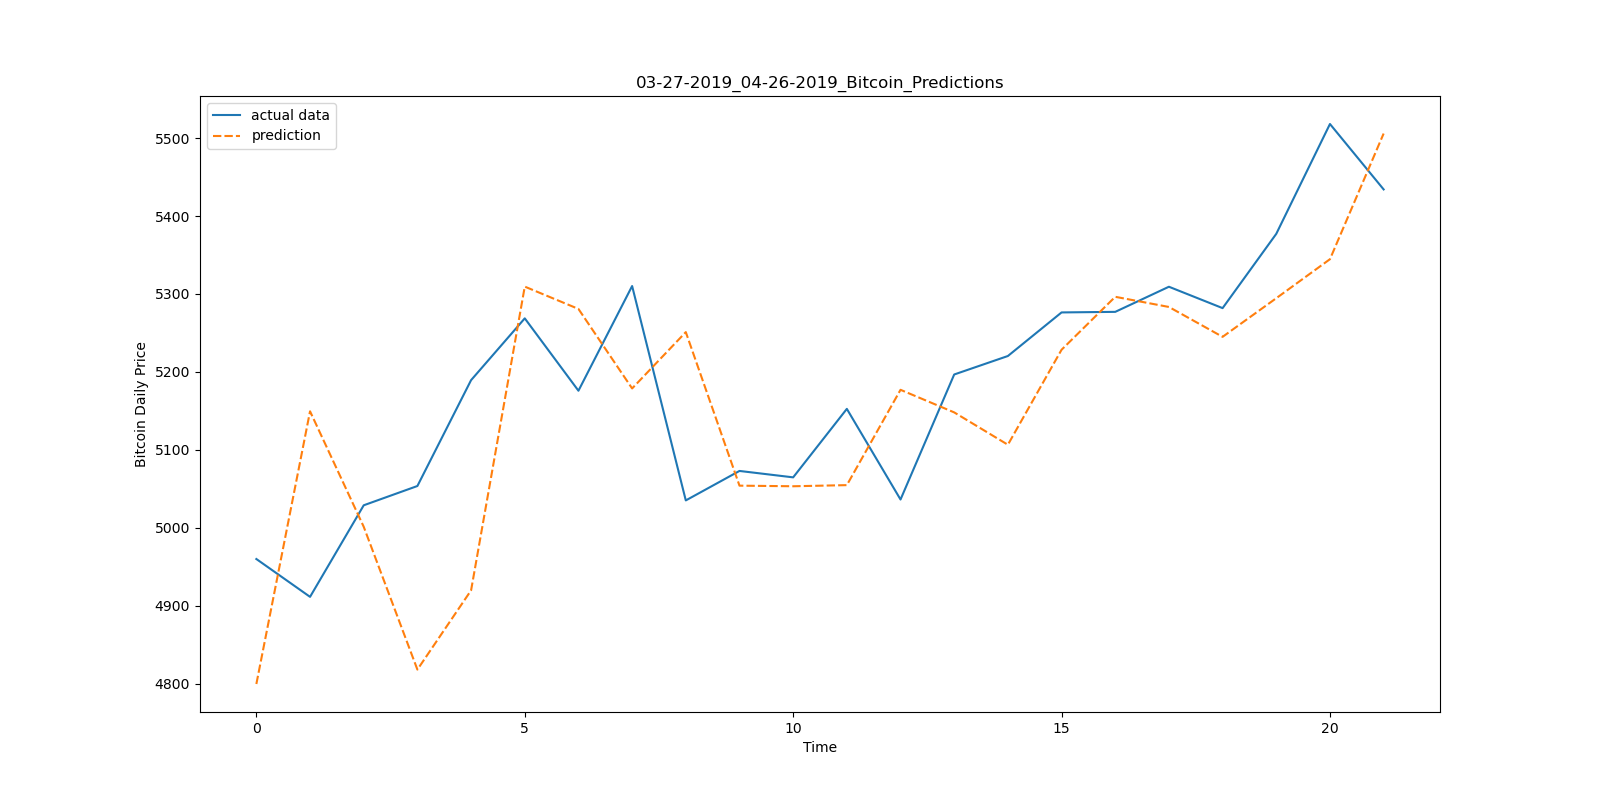 03-27-2019_04-26-2019_Bitcoin_Predictions
actual data
prediction
5500
5400
5300
5200
5100
5000
4900
4800
Bitcoin Daily Price
0 5 10 15 20
Time